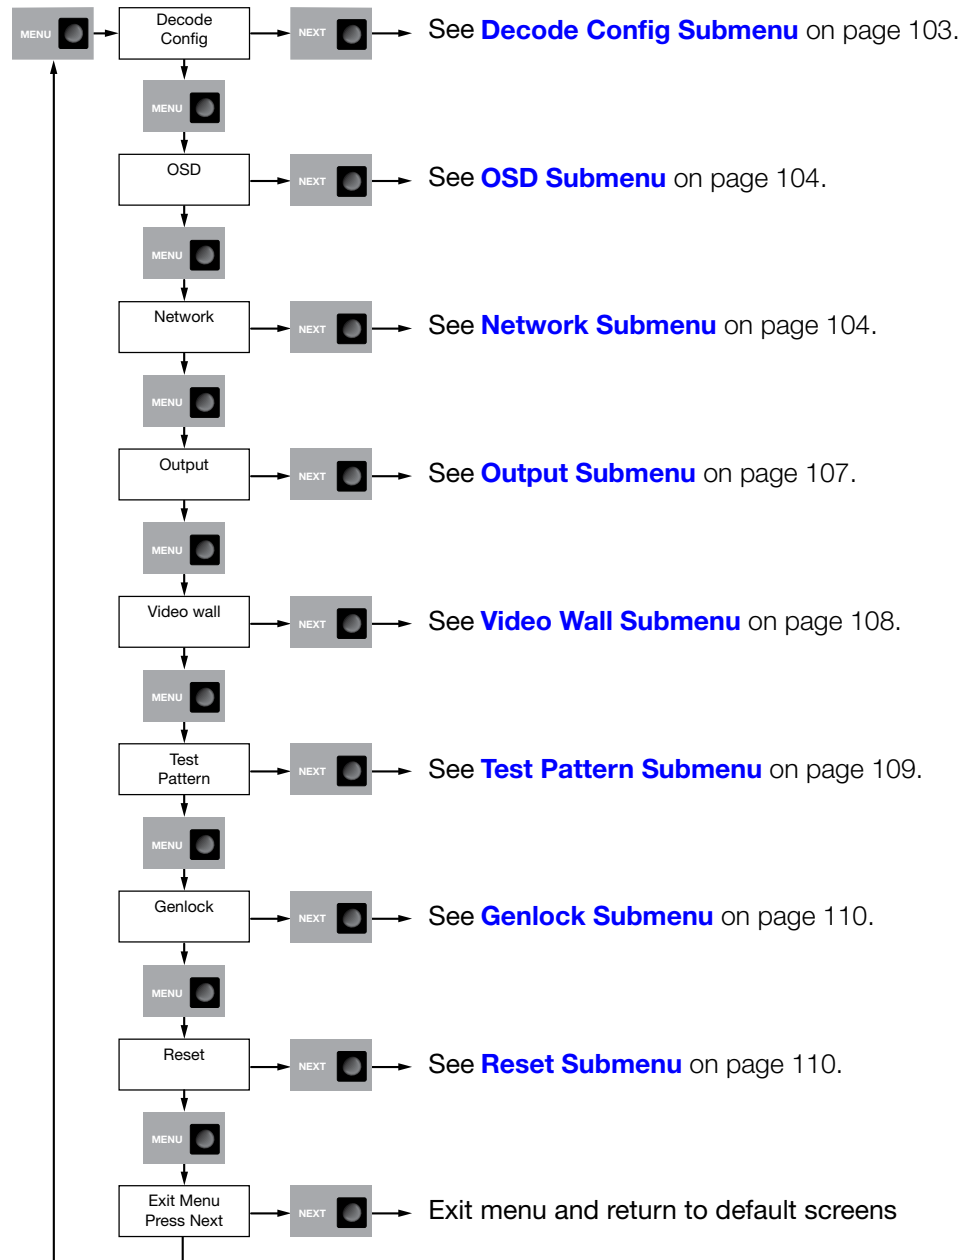 MENU
Decode
Config
NEXT
See Decode Config Submenu on page 103.
MENU
OSD
NEXT
See OSD Submenu on page 104.
MENU
Network
NEXT
See Network Submenu on page 104.
MENU
Output
NEXT
See Output Submenu on page 107.
MENU
Video wall
NEXT
See Video Wall Submenu on page 108.
MENU
Test
Pattern
NEXT
See Test Pattern Submenu on page 109.
MENU
Genlock
NEXT
See Genlock Submenu on page 110.
MENU
Reset
NEXT
See Reset Submenu on page 110.
MENU
Exit Menu
Press Next
NEXT
Exit menu and return to default screens